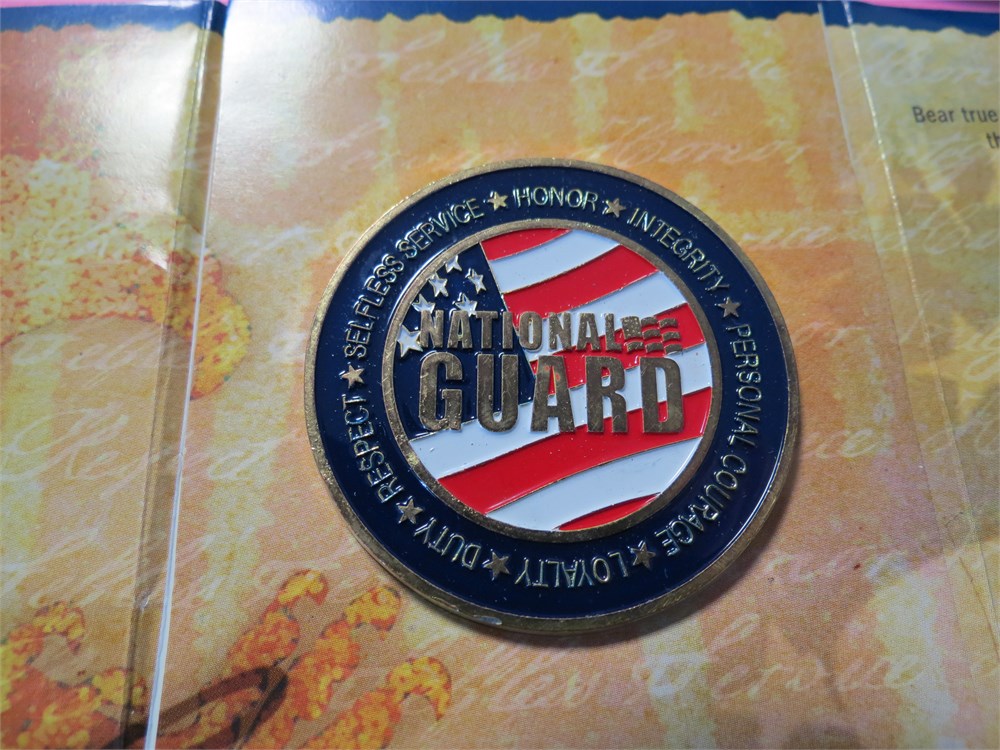 SELFLESS SERVICE ★ HONOR ★ INTEGRITY ★ PERSONAL COURAGE ★ LOYALTY ★ DUTY ★ RESPECT ★
NATIONAL
GUARD
Bear true